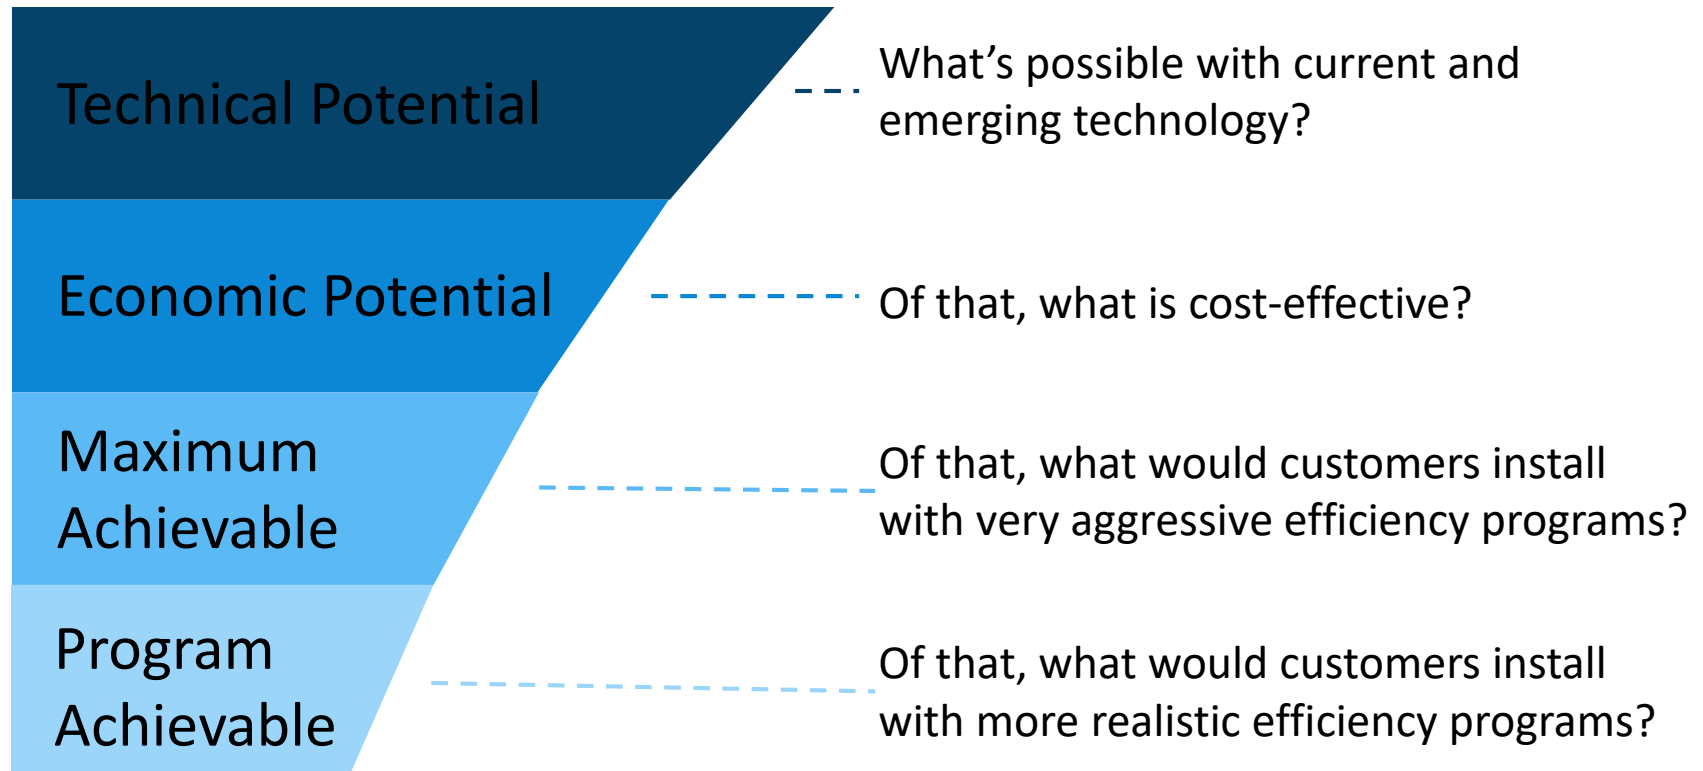 Technical Potential
What’s possible with current and
emerging technology?
Economic Potential
Of that, what is cost-effective?
Maximum
Achievable
Of that, what would customers install
with very aggressive efficiency programs?
Program
Achievable
Of that, what would customers install
with more realistic efficiency programs?